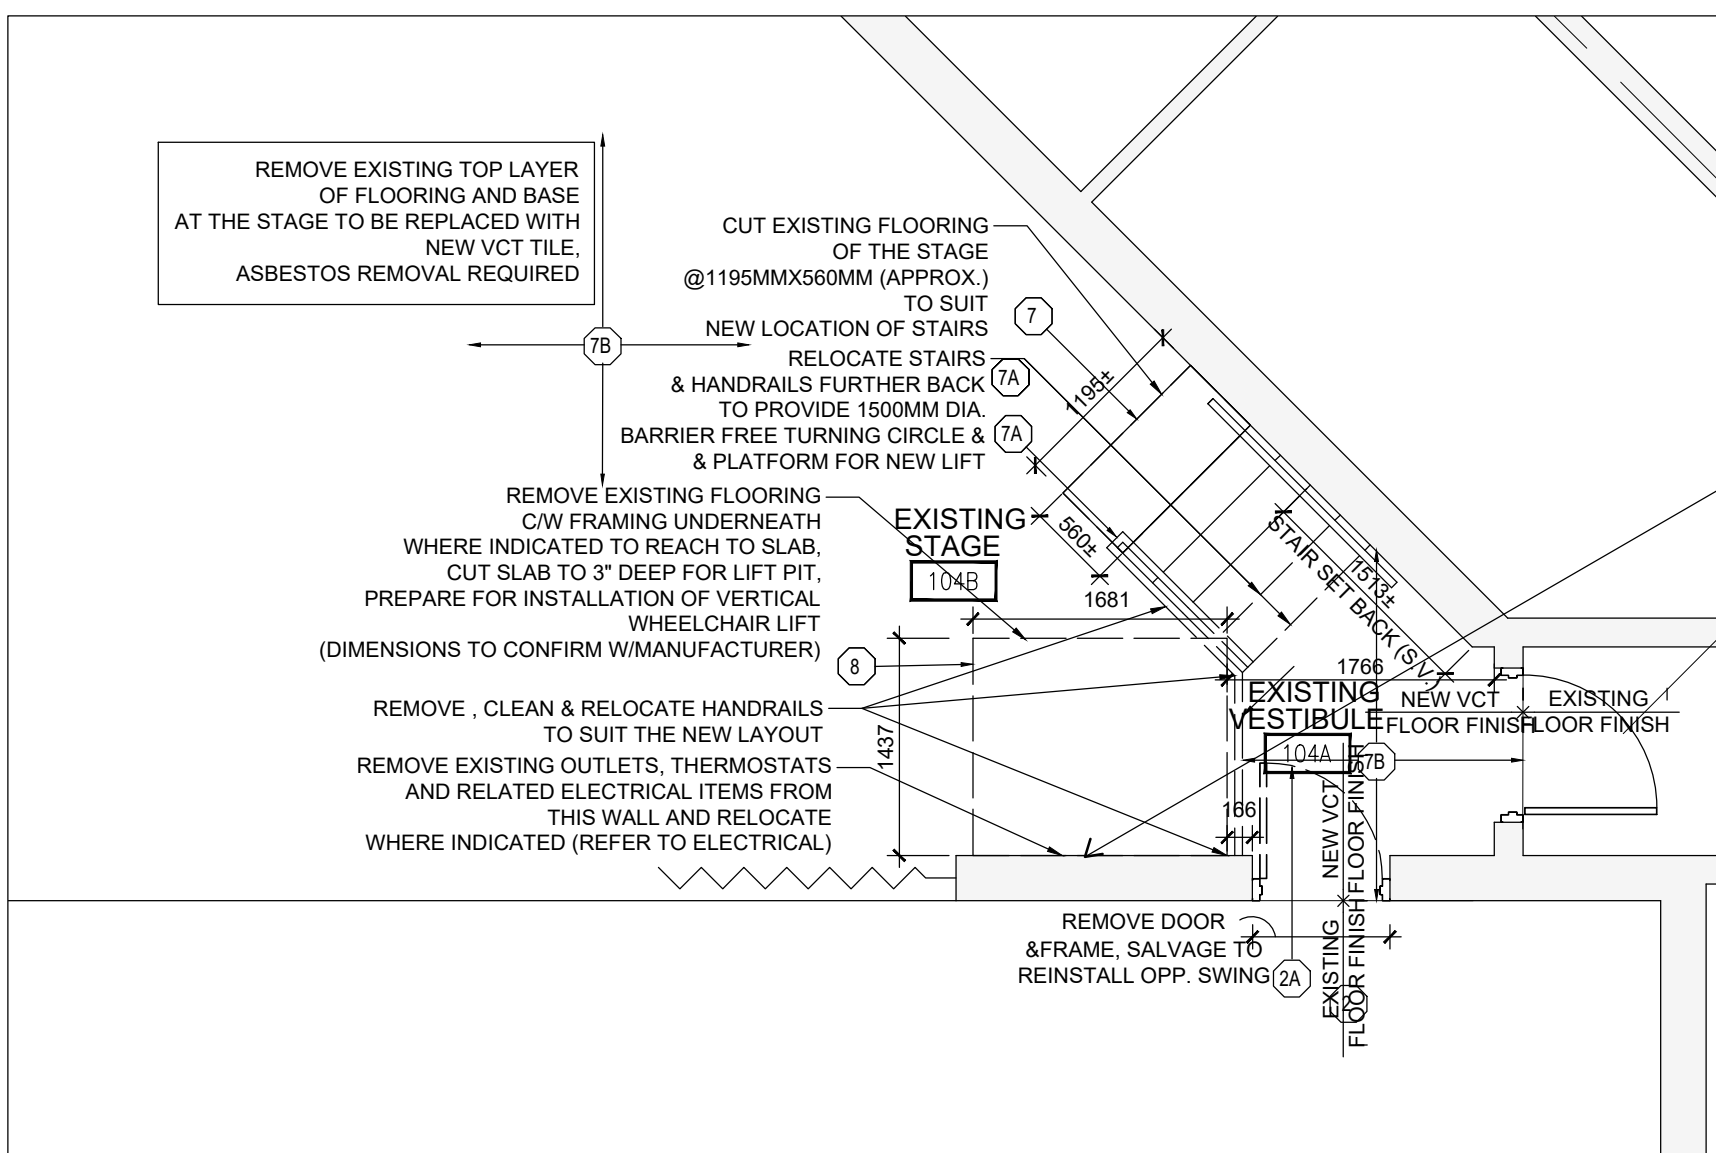 REMOVE EXISTING TOP LAYER
OF FLOORING AND BASE
AT THE STAGE TO BE REPLACED WITH
NEW VCT TILE,
ASBESTOS REMOVAL REQUIRED
7B
CUT EXISTING FLOORING
OF THE STAGE
@1195MMX560MM (APPROX.)
TO SUIT
NEW LOCATION OF STAIRS
7
RELOCATE STAIRS
& HANDRAILS FURTHER BACK
TO PROVIDE 1500MM DIA.
BARRIER FREE TURNING CIRCLE &
& PLATFORM FOR NEW LIFT
7A
7A
1195±
REMOVE EXISTING FLOORING
C/W FRAMING UNDERNEATH
WHERE INDICATED TO REACH TO SLAB,
CUT SLAB TO 3" DEEP FOR LIFT PIT,
PREPARE FOR INSTALLATION OF VERTICAL
WHEELCHAIR LIFT
(DIMENSIONS TO CONFIRM W/MANUFACTURER)
EXISTING
STAGE
104B
560±
1681
STAIR SET BACK (S.V.)
1513±
8
1437
REMOVE , CLEAN & RELOCATE HANDRAILS
TO SUIT THE NEW LAYOUT
REMOVE EXISTING OUTLETS, THERMOSTATS
AND RELATED ELECTRICAL ITEMS FROM
THIS WALL AND RELOCATE
WHERE INDICATED (REFER TO ELECTRICAL)
1766
EXISTING
VESTIBULE
104A
NEW VCT
FLOOR FINISH
EXISTING
FLOOR FINISH
7B
166
NEW VCT
FLOOR FINISH
EXISTING
FLOOR FINISH
REMOVE DOOR
&FRAME, SALVAGE TO
REINSTALL OPP. SWING
2A
2